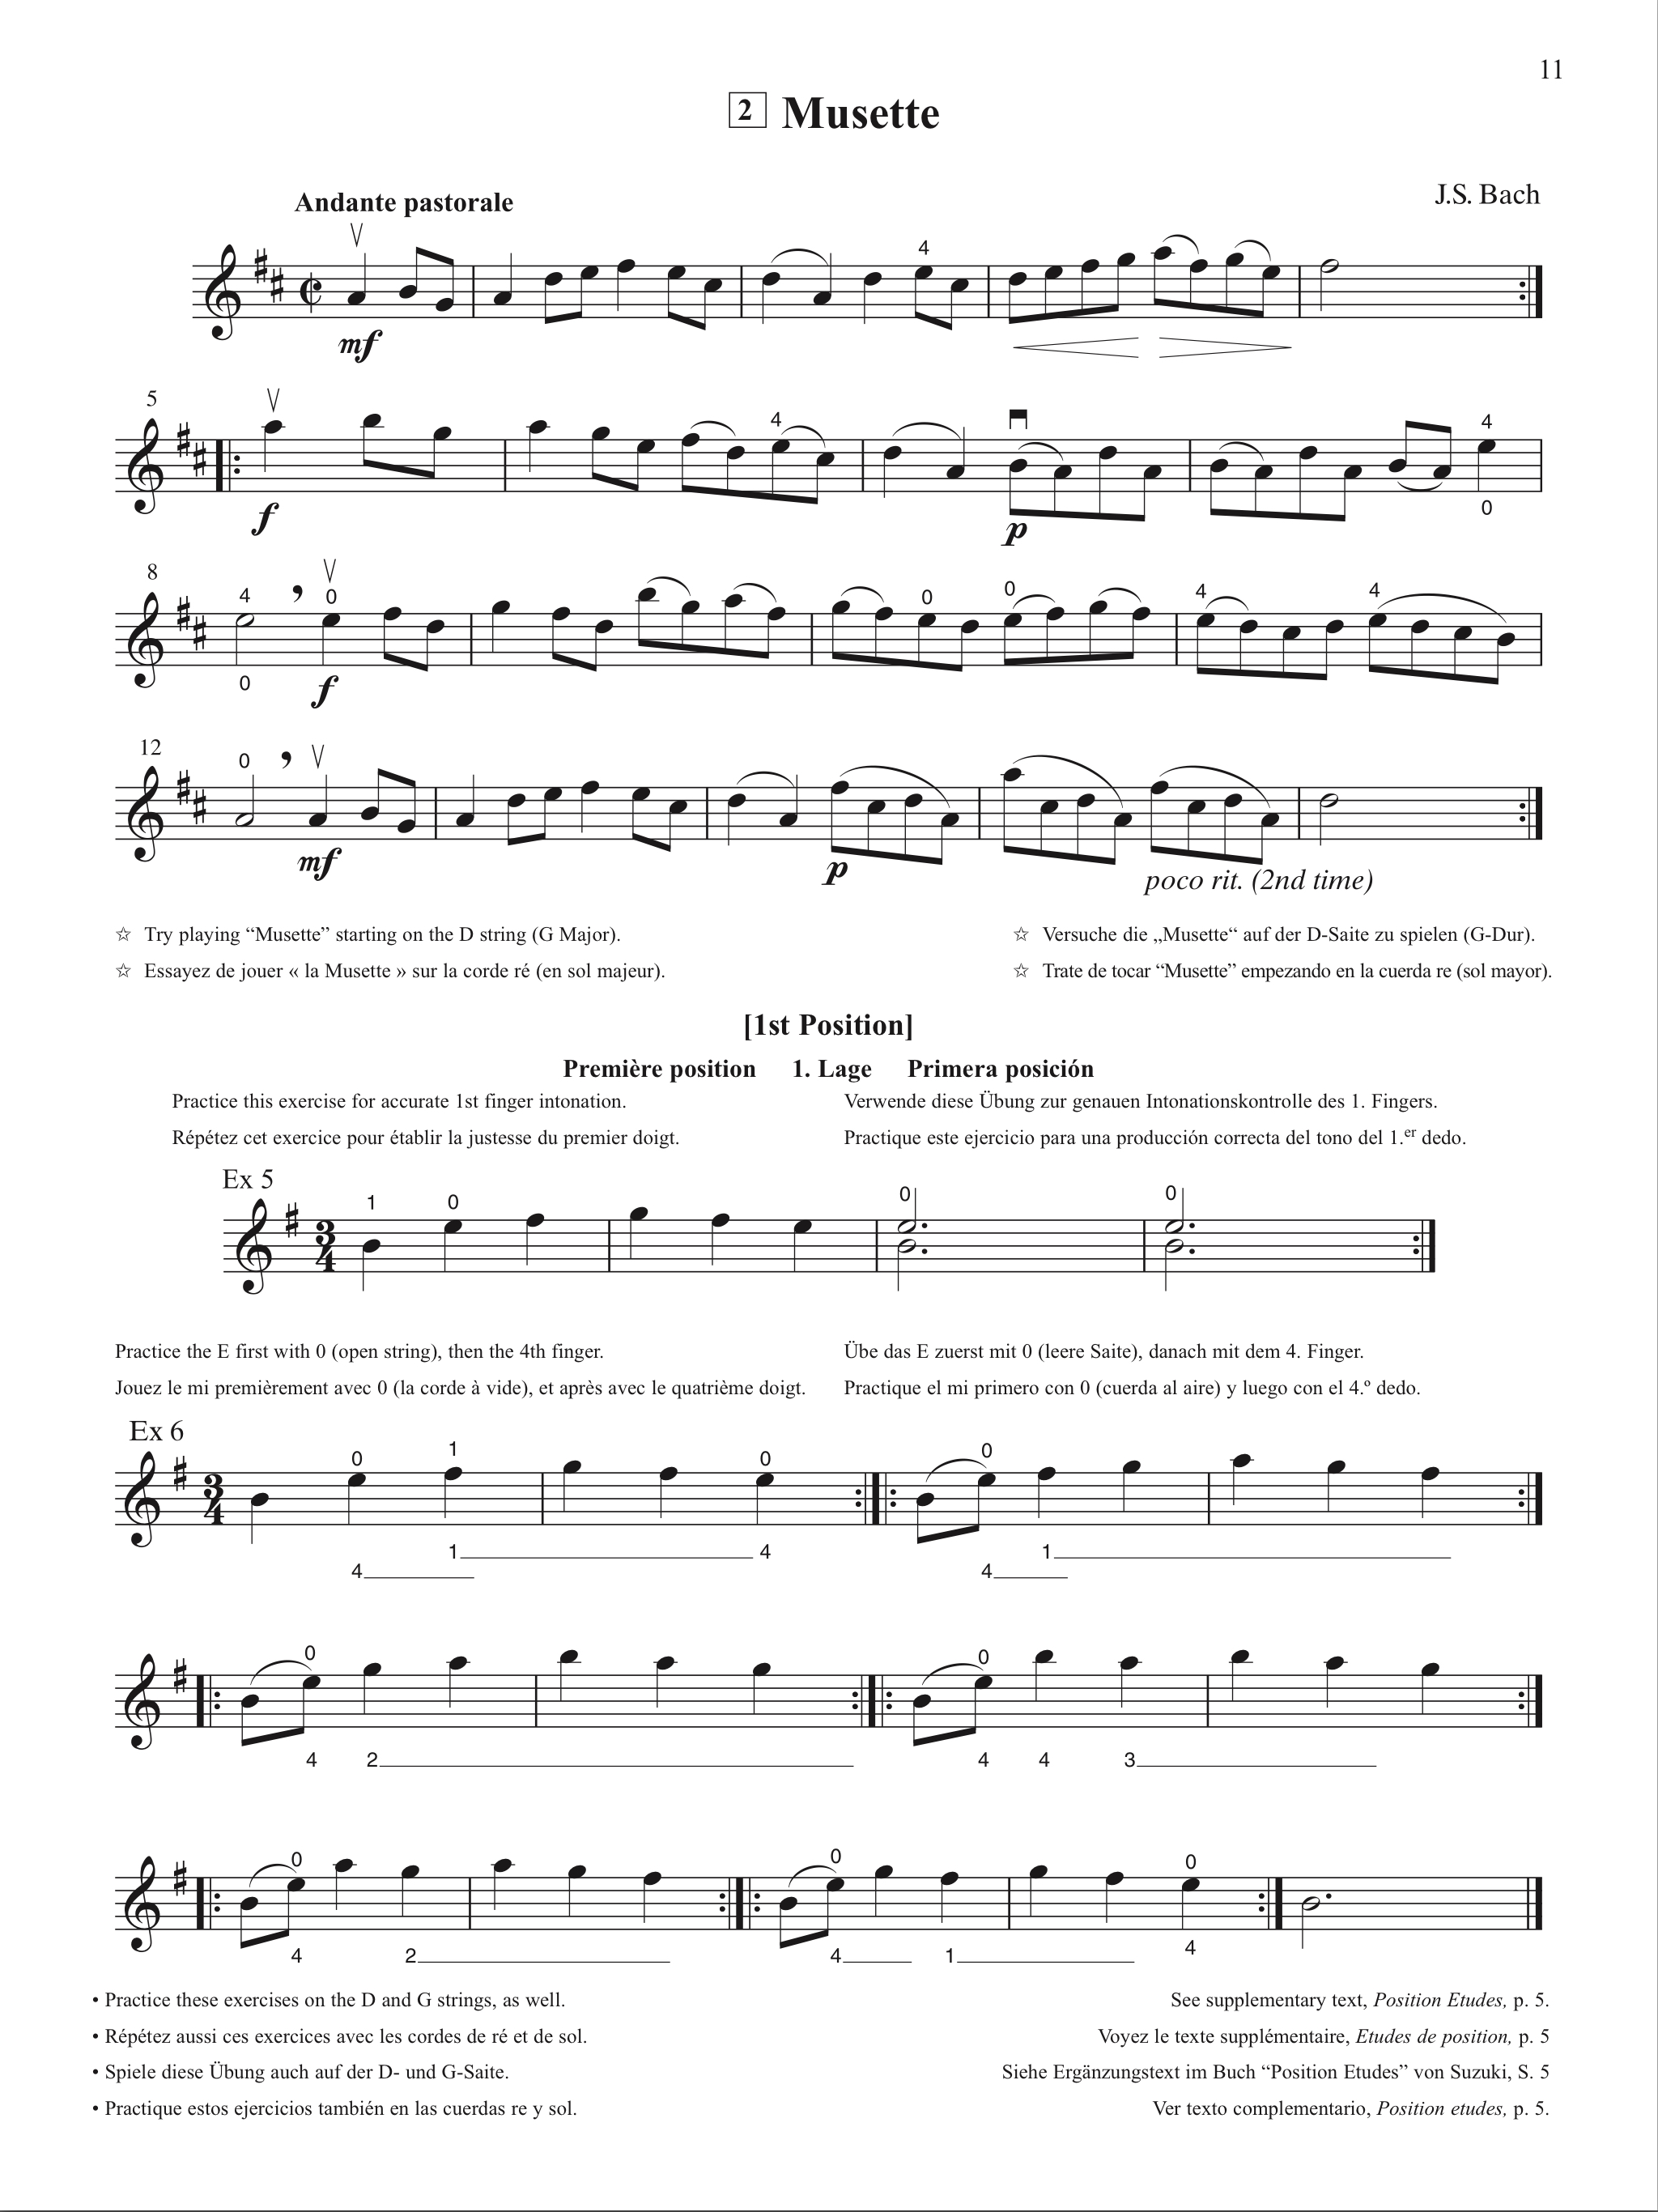 11
2 Musette
Andante pastorale
J.S. Bach
4
mf
5
4
4
f
p
0
8
4 0 0 0 4 4
0
f
12
0
mf
p
poco rit. (2nd time)
☆ Try playing “Musette” starting on the D string (G Major).
☆ Essayez de jouer « la Musette » sur la corde ré (en sol majeur).
☆ Versuche die „Musette“ auf der D-Saite zu spielen (G-Dur).
☆ Trate de tocar “Musette” empezando en la cuerda re (sol mayor).
[1st Position]
Première position 1. Lage Primera posición
Practice this exercise for accurate 1st finger intonation.
Répétez cet exercice pour établir la justesse du premier doigt.
Verwende diese Übung zur genauen Intonationskontrolle des 1. Fingers.
Practique este ejercicio para una producción correcta del tono del 1.er dedo.
Ex 5
1 0 0 0
3
4
Practice the E first with 0 (open string), then the 4th finger.
Jouez le mi premièrement avec 0 (la corde à vide), et après avec le quatrième doigt.
Übe das E zuerst mit 0 (leere Saite), danach mit dem 4. Finger.
Practique el mi primero con 0 (cuerda al aire) y luego con el 4.º dedo.
Ex 6
0 1 0 0
3
4
1 4 1
4 4
0 0
4 2 4 4 3
0 0 0
4 2 4 1 4
• Practice these exercises on the D and G strings, as well.
• Répétez aussi ces exercices avec les cordes de ré et de sol.
• Spiele diese Übung auch auf der D- und G-Saite.
• Practique estos ejercicios también en las cuerdas re y sol.
See supplementary text, Position Etudes, p. 5.
Voyez le texte supplémentaire, Etudes de position, p. 5
Siehe Ergänzungstext im Buch “Position Etudes” von Suzuki, S. 5
Ver texto complementario, Position etudes, p. 5.